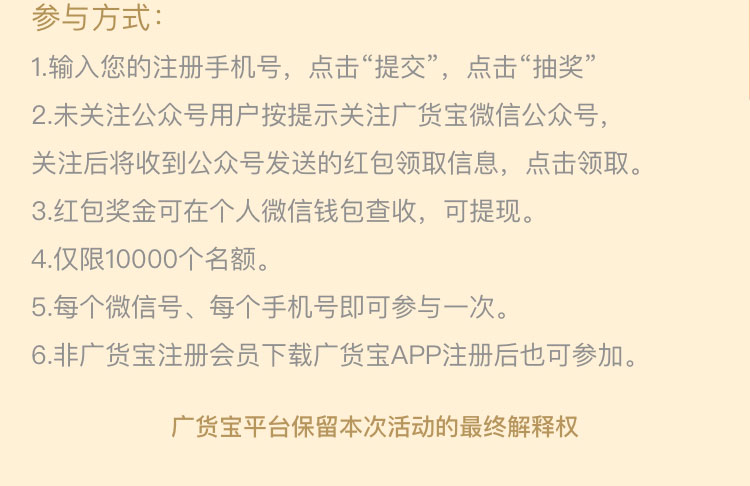 参与方式：
1.输入您的注册手机号，点击“提交”，点击“抽奖”
2.未关注公众号用户按提示关注广货宝微信公众号，
关注后将收到公众号发送的红包领取信息，点击领取。
3.红包奖金可在个人微信钱包查收，可提现。
4.仅限10000个名额。
5.每个微信号、每个手机号即可参与一次。
6.非广货宝注册会员下载广货宝APP注册后也可参加。
广货宝平台保留本次活动的最终解释权